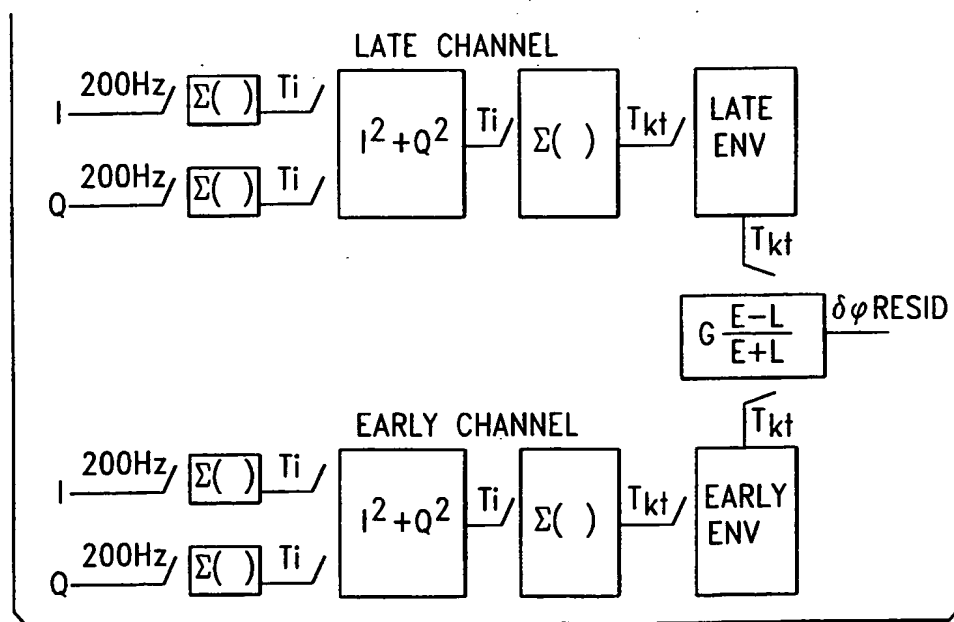 LATE CHANNEL
I 200Hz Σ( ) Ti
Q 200Hz Σ( ) Ti
I²+Q² Ti Σ( ) Tkt
LATE
ENV
Tkt
G E-L
E+L
δφ RESID
Tkt
EARLY CHANNEL
I 200Hz Σ( ) Ti
Q 200Hz Σ( ) Ti
I²+Q² Ti Σ( ) Tkt
EARLY
ENV